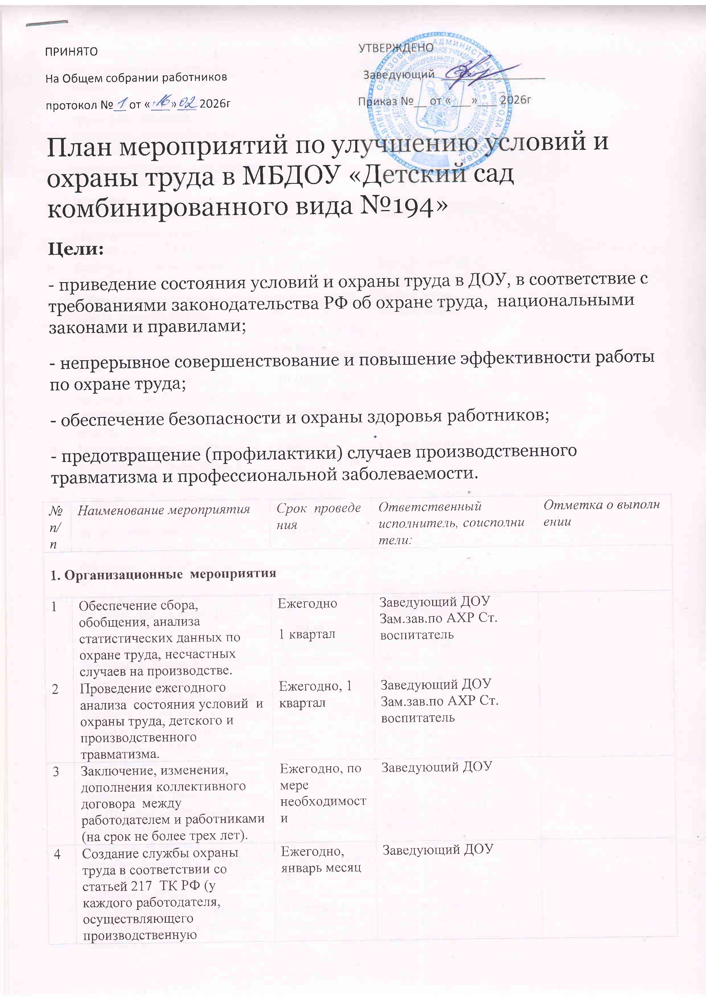 ПРИНЯТО
На Общем собрании работников
протокол № 1 от « 16 » 02 2026г
УТВЕРЖДЕНО
Заведующий
Приказ №__ от «___»___ 2026г
План мероприятий по улучшению условий и
охраны труда в МБДОУ «Детский сад
комбинированного вида №194»
Цели:
- приведение состояния условий и охраны труда в ДОУ, в соответствие с
требованиями законодательства РФ об охране труда,  национальными
законами и правилами;
- непрерывное совершенствование и повышение эффективности работы
по охране труда;
- обеспечение безопасности и охраны здоровья работников;
- предотвращение (профилактики) случаев производственного
травматизма и профессиональной заболеваемости.
№
п/
п
Наименование мероприятия
Срок  проведе
ния
Ответственный
исполнитель, соисполни
тели:
Отметка о выполн
ении
1. Организационные  мероприятия
1
Обеспечение сбора,
обобщения, анализа
статистических данных по
охране труда, несчастных
случаев на производстве.
Ежегодно
1 квартал
Заведующий ДОУ
Зам.зав.по АХР Ст.
воспитатель
2
Проведение ежегодного
анализа  состояния условий  и
охраны труда, детского и
производственного
травматизма.
Ежегодно, 1
квартал
Заведующий ДОУ
Зам.зав.по АХР Ст.
воспитатель
3
Заключение, изменения,
дополнения коллективного
договора  между
работодателем и работниками
(на срок не более трех лет).
Ежегодно, по
мере
необходимост
и
Заведующий ДОУ
4
Создание службы охраны
труда в соответствии со
статьей 217  ТК РФ (у
каждого работодателя,
осуществляющего
производственную
Ежегодно,
январь месяц
Заведующий ДОУ